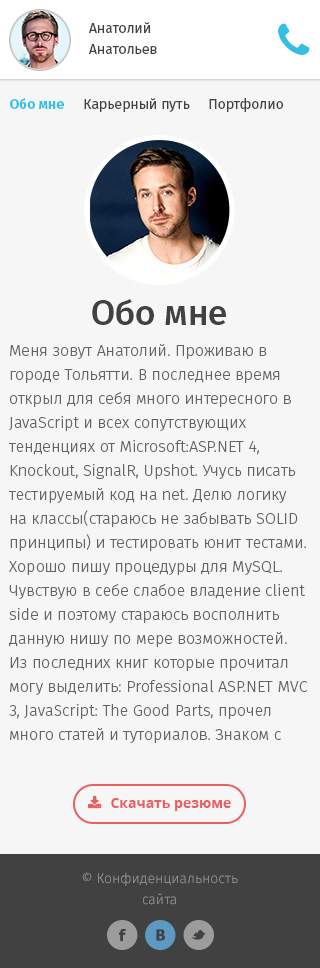 Анатолий
Анатольев
Обо мне Карьерный путь Портфолио
Обо мне
Меня зовут Анатолий. Проживаю в
городе Тольятти. В последнее время
открыл для себя много интересного в
JavaScript и всех сопутствующих
тенденциях от Microsoft:ASP.NET 4,
Knockout, SignalR, Upshot. Учусь писать
тестируемый код на net. Делю логику
на классы(стараюсь не забывать SOLID
принципы) и тестировать юнит тестами.
Хорошо пишу процедуры для MySQL.
Чувствую в себе слабое владение client
side и поэтому стараюсь восполнить
данную нишу по мере возможностей.
Из последних книг которые прочитал
могу выделить: Professional ASP.NET MVC
3, JavaScript: The Good Parts, прочел
много статей и туториалов. Знаком с
Скачать резюме
© Конфиденциальность
сайта